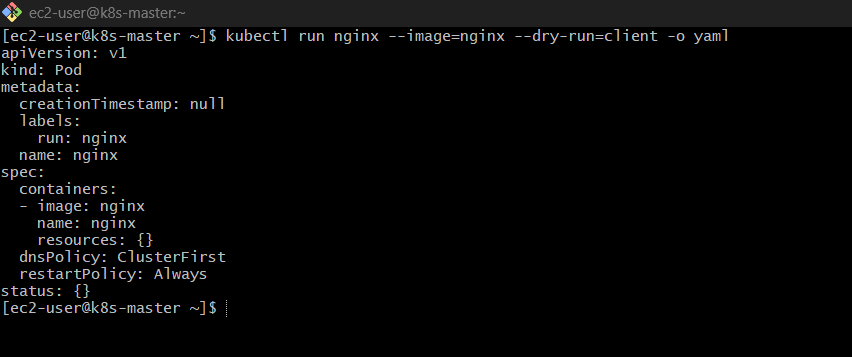 ec2-user@k8s-master:~
[ec2-user@k8s-master ~]$ kubectl run nginx --image=nginx --dry-run=client -o yaml
apiVersion: v1
kind: Pod
metadata:
  creationTimestamp: null
  labels:
    run: nginx
  name: nginx
spec:
  containers:
  - image: nginx
    name: nginx
    resources: {}
  dnsPolicy: ClusterFirst
  restartPolicy: Always
status: {}
[ec2-user@k8s-master ~]$